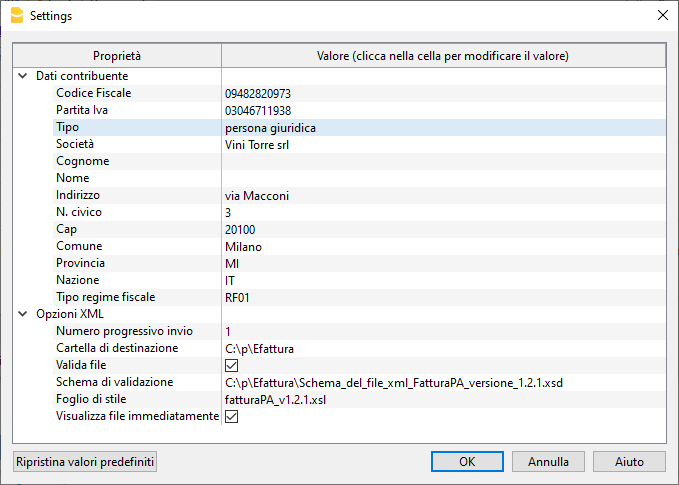 Settings
Proprietà Valore (clicca nella cella per modificare il valore)
Dati contribuente
Codice Fiscale 09482820973
Partita Iva 03046711938
Tipo persona giuridica
Società Vini Torre srl
Cognome
Nome
Indirizzo via Macconi
N. civico 3
Cap 20100
Comune Milano
Provincia MI
Nazione IT
Tipo regime fiscale RF01
Opzioni XML
Numero progressivo invio 1
Cartella di destinazione C:\p\Efattura
Valida file
Schema di validazione C:\p\Efattura\Schema_del_file_xml_FatturaPA_versione_1.2.1.xsd
Foglio di stile fatturaPA_v1.2.1.xsl
Visualizza file immediatamente
Ripristina valori predefiniti OK Annulla Aiuto